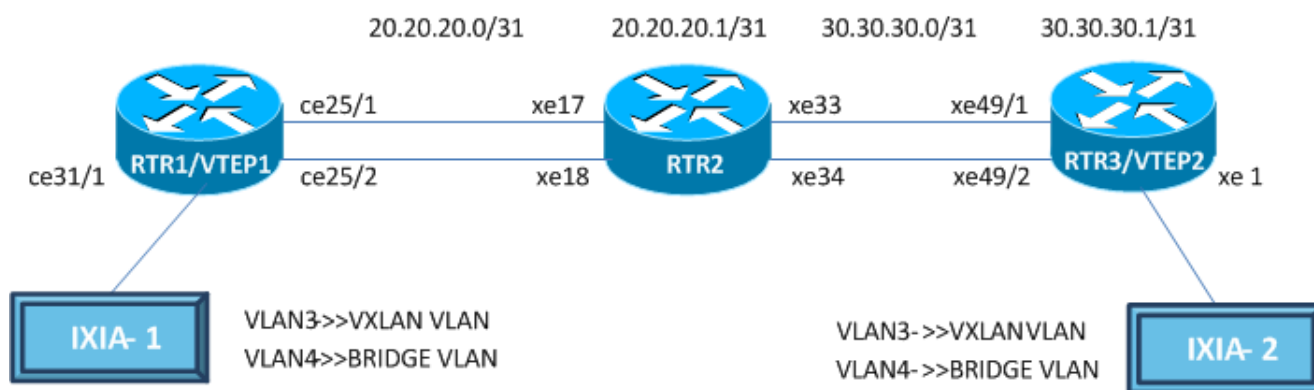 20.20.20.0/31 20.20.20.1/31 30.30.30.0/31 30.30.30.1/31
ce25/1 xe17 xe33 xe49/1
ce31/1 RTR1/VTEP1 RTR2 RTR3/VTEP2 xe 1
ce25/2 xe18 xe34 xe49/2
IXIA- 1
VLAN3->>VXLAN VLAN
VLAN4->>BRIDGE VLAN
VLAN3->>VXLAN VLAN
VLAN4->>BRIDGE VLAN
IXIA- 2